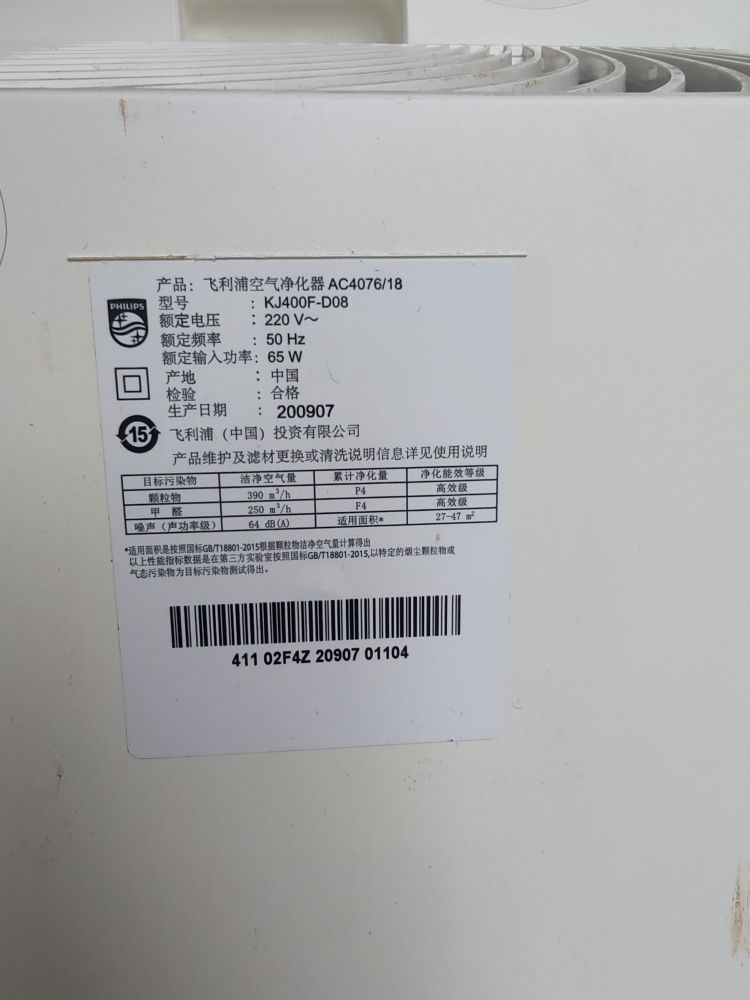 产品：飞利浦空气净化器 AC4076/18
PHILIPS
型号 : KJ400F-D08
额定电压 : 220 V～
额定频率 : 50 Hz
额定输入功率: 65 W
产地 : 中国
检验 : 合格
生产日期 : 200907
15
飞利浦（中国）投资有限公司
产品维护及滤材更换或清洗说明信息详见使用说明
目标污染物 洁净空气量 累计净化量 净化能效等级
颗粒物 390 m³/h P4 高效级
甲 醛 250 m³/h F4 高效级
噪声（声功率级） 64 dB(A) 适用面积* 27-47 m²
*适用面积是按照国标GB/T18801-2015根据颗粒物洁净空气量计算得出
以上性能指标数据是在第三方实验室按照国标GB/T18801-2015,以特定的烟尘颗粒物或
气态污染物为目标污染物测试得出。
411 02F4Z 20907 01104